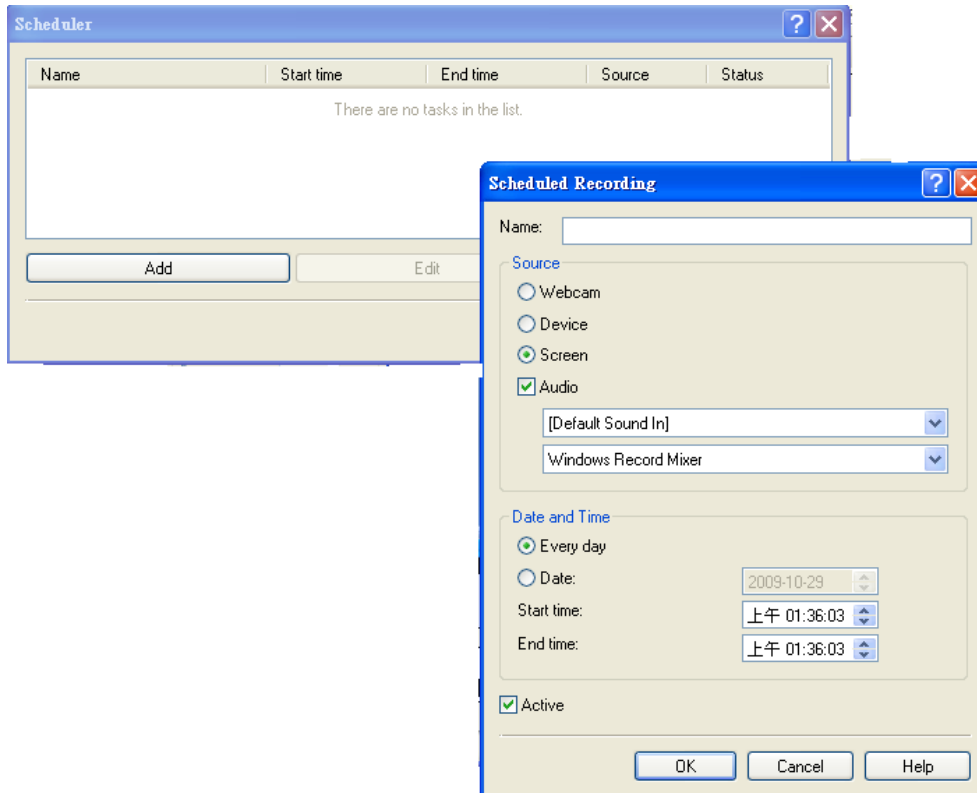 Scheduler
Name Start time End time Source Status
There are no tasks in the list.
Add Edit
Scheduled Recording
Name:
Source
Webcam
Device
Screen
Audio
[Default Sound In]
Windows Record Mixer
Date and Time
Every day
Date: 2009-10-29
Start time: 上午 01:36:03
End time: 上午 01:36:03
Active
OK Cancel Help